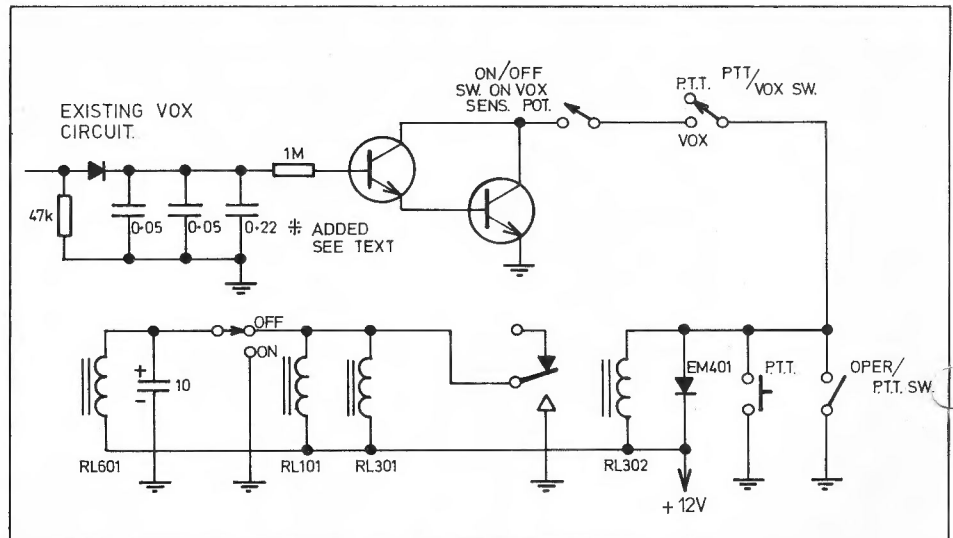 EXISTING VOX
CIRCUIT.
ON/OFF
SW. ON VOX
SENS. POT.
P.T.T.
PTT/
VOX SW.
VOX
1M
47k
0·05
0·05
0·22
* ADDED
SEE TEXT
OFF
ON
+
10
-
EM401
P.T.T.
OPER/
P.T.T. SW.
RL601
RL101
RL301
RL302
+ 12V